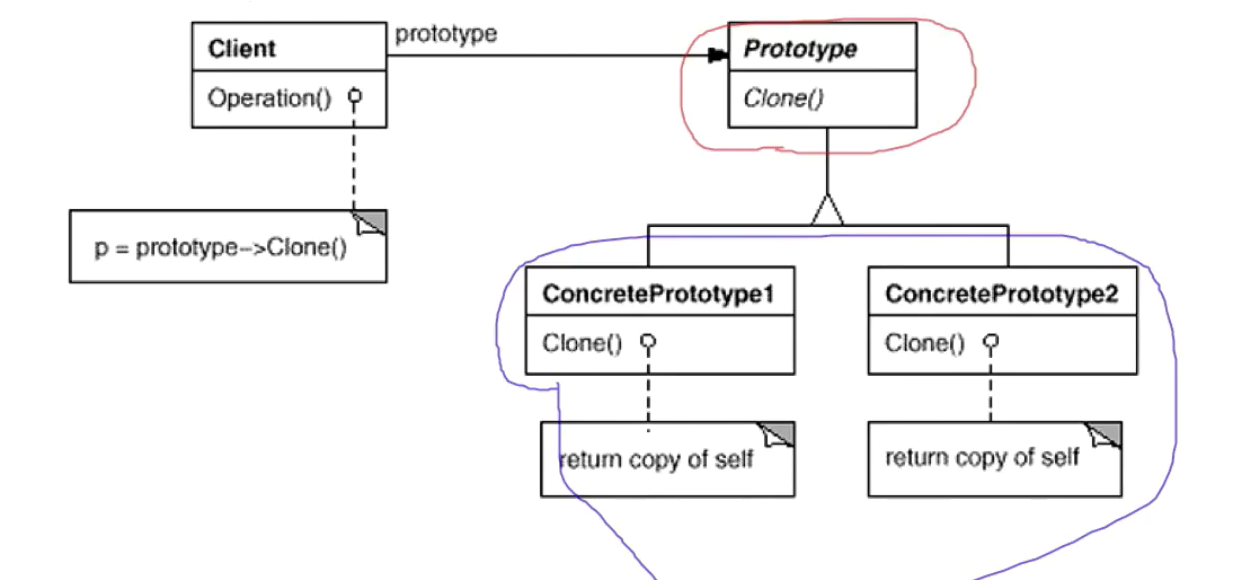 Client
prototype
Prototype
Operation()
Clone()
p = prototype−>Clone()
ConcretePrototype1
ConcretePrototype2
Clone()
Clone()
return copy of self
return copy of self